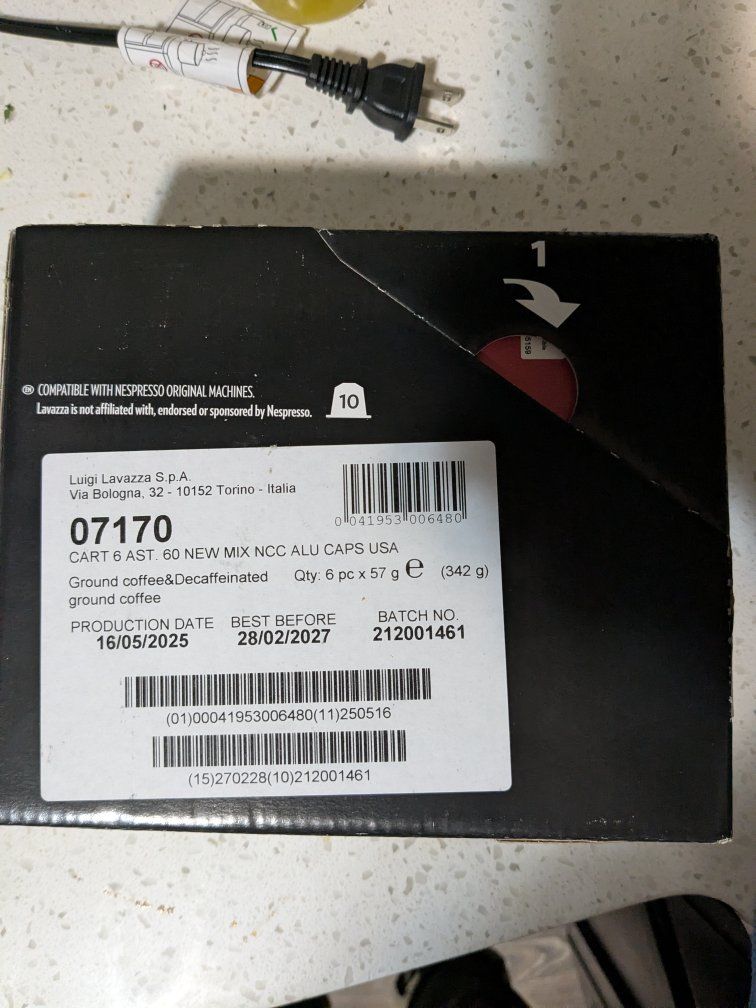 1
5159
EN COMPATIBLE WITH NESPRESSO ORIGINAL MACHINES.
Lavazza is not affiliated with, endorsed or sponsored by Nespresso.
10
Luigi Lavazza S.p.A.
Via Bologna, 32 - 10152 Torino - Italia
0 041953 006480
07170
CART 6 AST. 60 NEW MIX NCC ALU CAPS USA
Ground coffee&Decaffeinated
ground coffee
Qty: 6 pc x 57 g e (342 g)
PRODUCTION DATE BEST BEFORE BATCH NO.
16/05/2025 28/02/2027 212001461
(01)00041953006480(11)250516
(15)270228(10)212001461